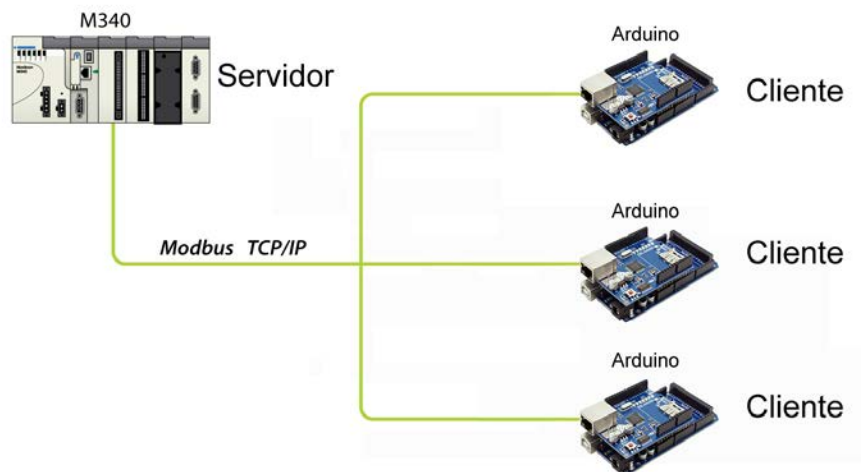 M340
Servidor
Modbus TCP/IP
Arduino
Cliente
Arduino
Cliente
Arduino
Cliente